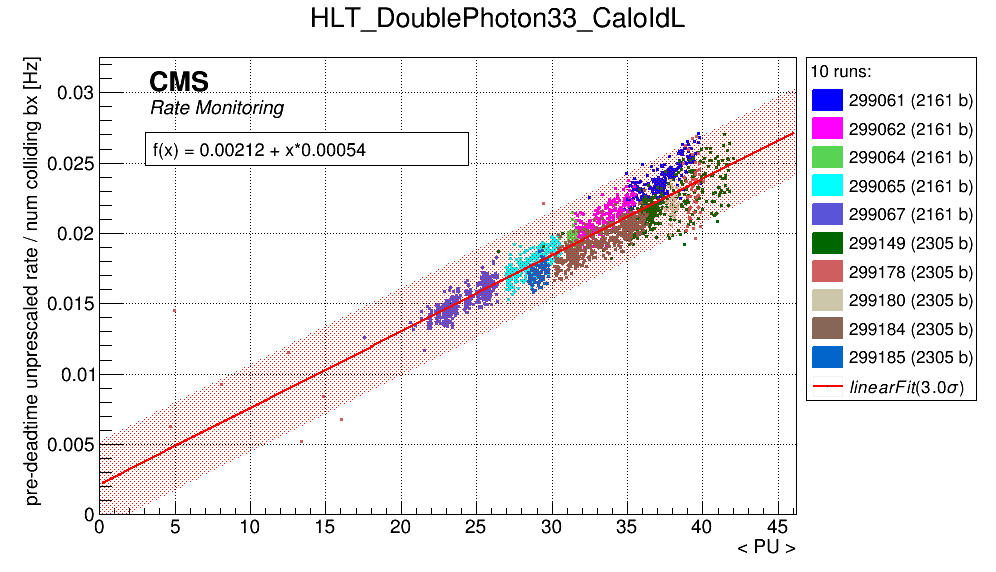 HLT_DoublePhoton33_CaloIdL
pre-deadtime unprescaled rate / num colliding bx [Hz]
CMS
Rate Monitoring
f(x) = 0.00212 + x*0.00054
0.03
0.025
0.02
0.015
0.01
0.005
0
0 5 10 15 20 25 30 35 40 45
< PU >
10 runs:
299061 (2161 b)
299062 (2161 b)
299064 (2161 b)
299065 (2161 b)
299067 (2161 b)
299149 (2305 b)
299178 (2305 b)
299180 (2305 b)
299184 (2305 b)
299185 (2305 b)
linearFit(3.0σ)